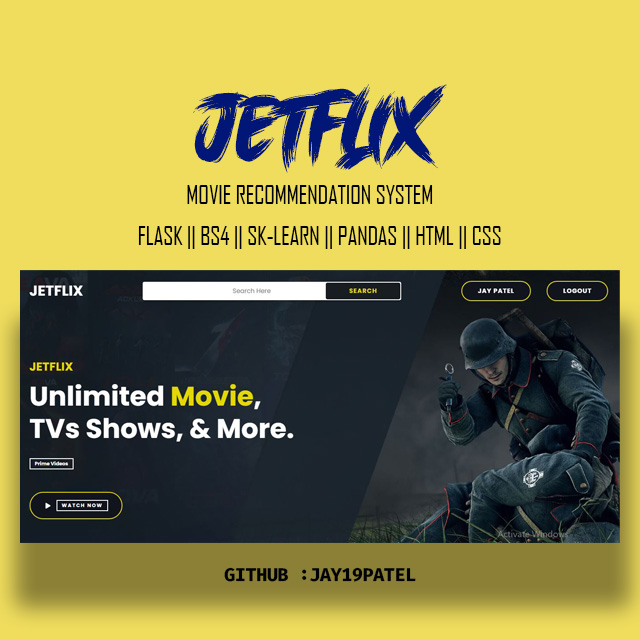 JETFLIX
MOVIE RECOMMENDATION SYSTEM
FLASK || BS4 || SK-LEARN || PANDAS || HTML || CSS
JETFLIX
Search Here
SEARCH
JAY PATEL
LOGOUT
JETFLIX
Unlimited Movie,
TVs Shows, & More.
Prime Videos
WATCH NOW
Activate Windows
GITHUB :JAY19PATEL